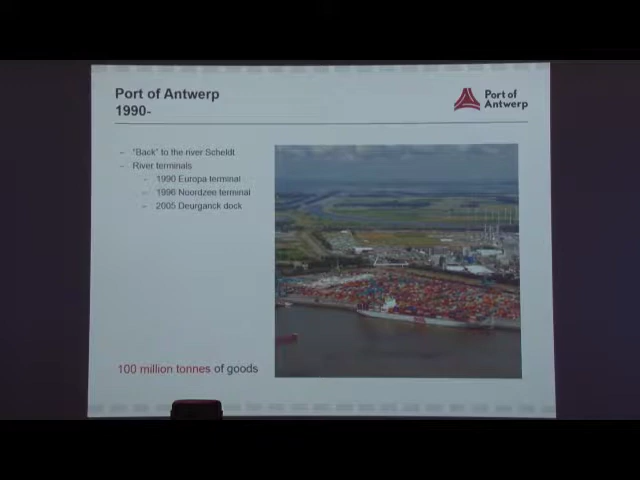 Port of Antwerp
1990-
Port of
Antwerp
– "Back" to the river Scheldt
– River terminals
– 1990 Europa terminal
– 1996 Noordzee terminal
– 2005 Deurganck dock
100 million tonnes of goods